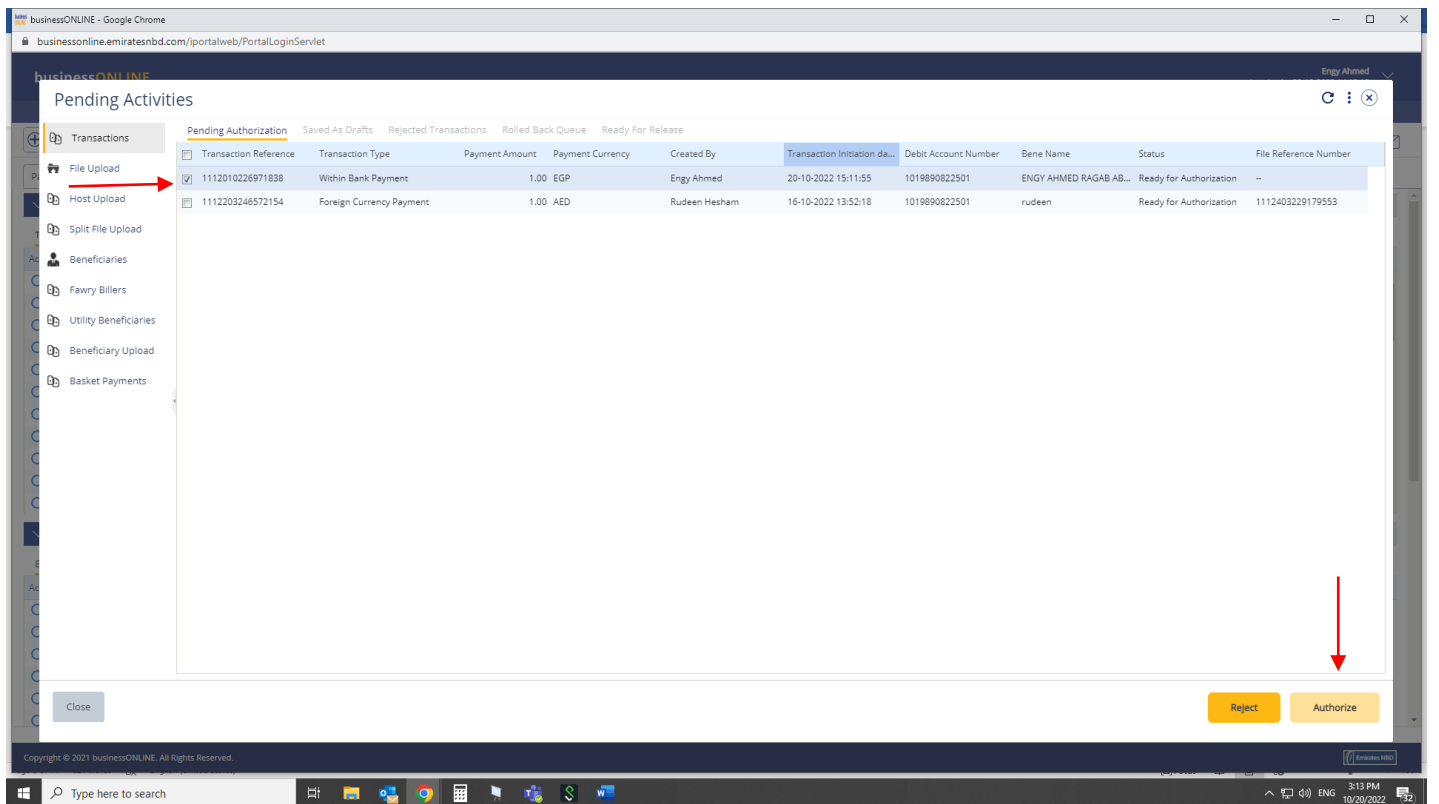 businessONLINE - Google Chrome
businessonline.emiratesnbd.com/iportalweb/PortalLoginServlet
businessONLINE
Engy Ahmed
Pending Activities
Transactions
File Upload
Host Upload
Split File Upload
Beneficiaries
Fawry Billers
Utility Beneficiaries
Beneficiary Upload
Basket Payments
Pending Authorization Saved As Drafts Rejected Transactions Rolled Back Queue Ready For Release
Transaction Reference Transaction Type Payment Amount Payment Currency Created By Transaction Initiation da... Debit Account Number Bene Name Status File Reference Number
1112010226971838 Within Bank Payment 1.00 EGP Engy Ahmed 20-10-2022 15:11:55 1019890822501 ENGY AHMED RAGAB AB... Ready for Authorization --
1112203246572154 Foreign Currency Payment 1.00 AED Rudeen Hesham 16-10-2022 13:52:18 1019890822501 rudeen Ready for Authorization 1112403229179553
Close
Reject
Authorize
Copyright © 2021 businessONLINE. All Rights Reserved.
Emirates NBD
Type here to search
ENG
3:13 PM
10/20/2022
32